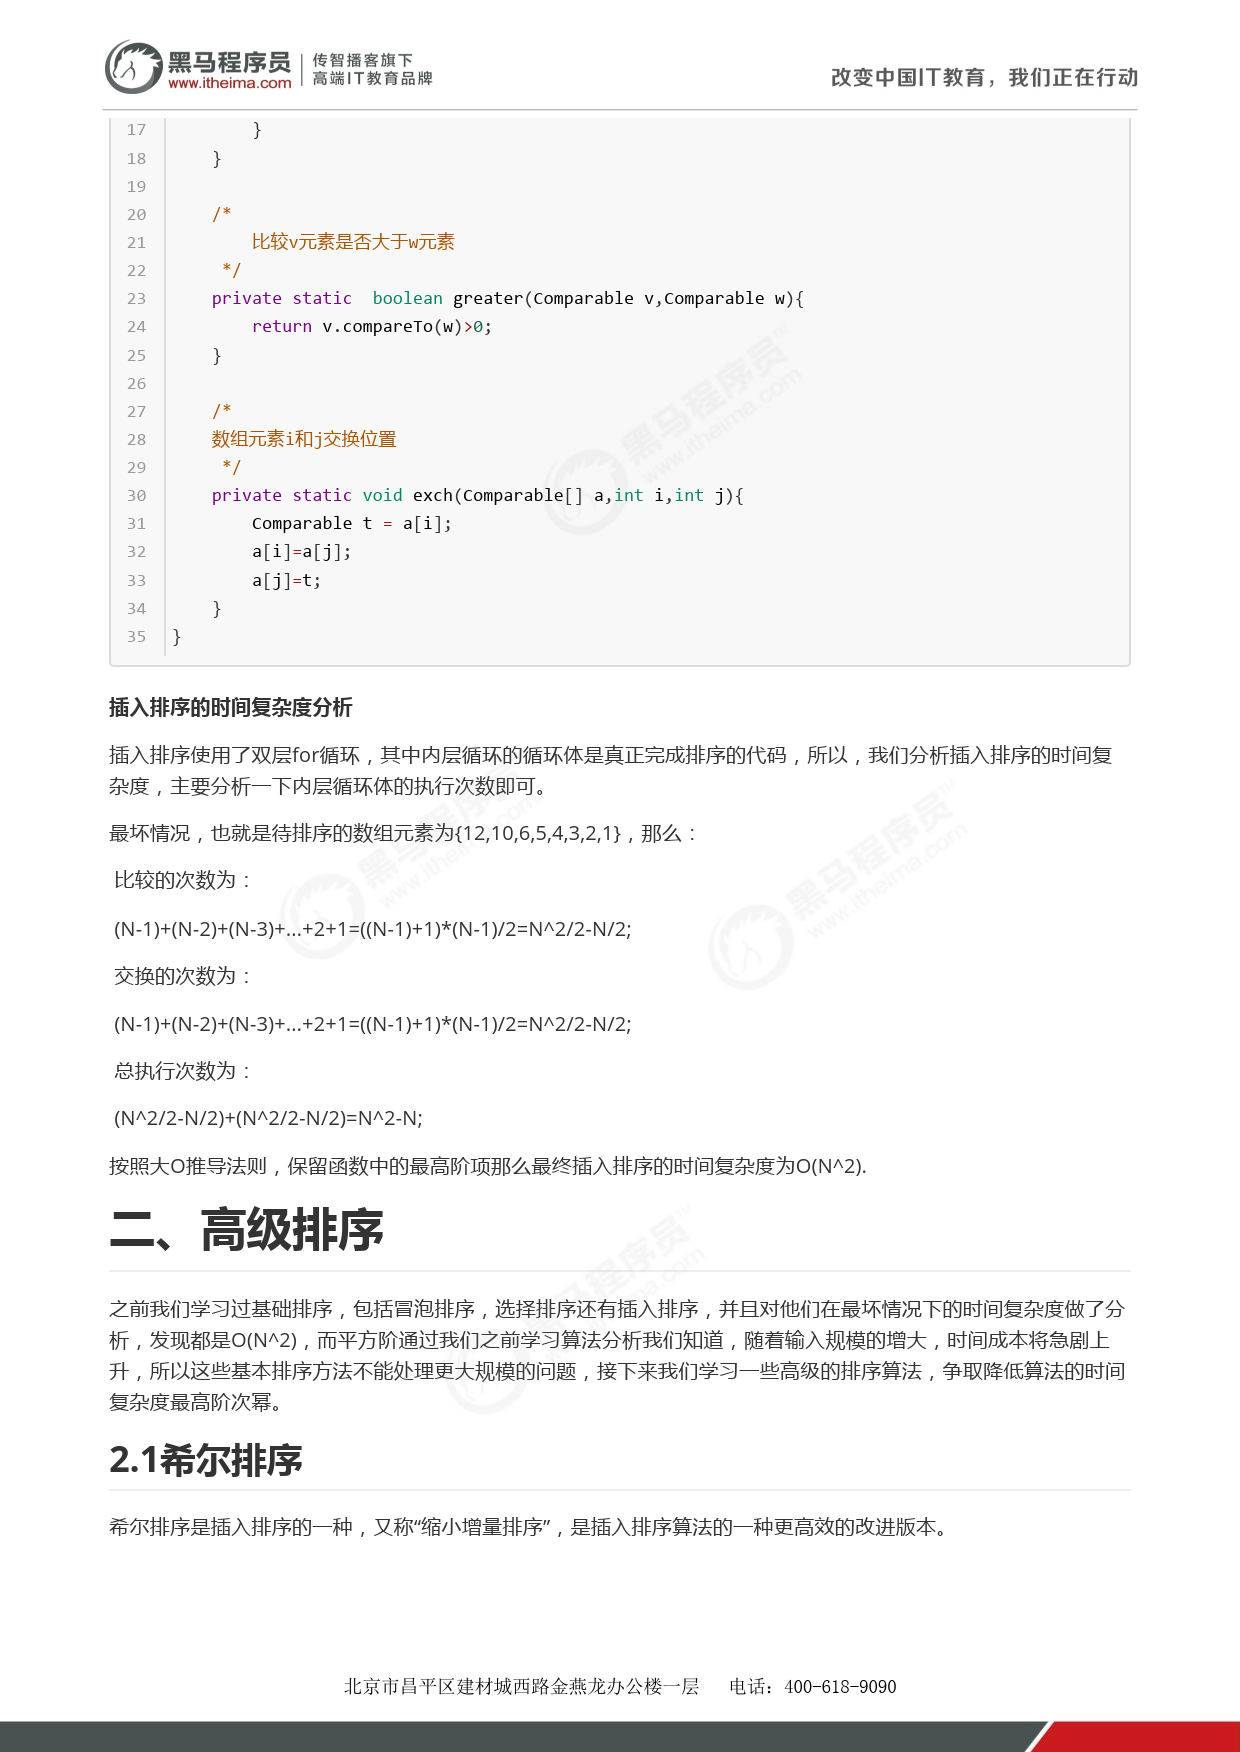 黑马程序员 传智播客旗下
www.itheima.com 高端IT教育品牌
改变中国IT教育，我们正在行动
17         }
18     }
19
20     /*
21         比较v元素是否大于w元素
22      */
23     private static  boolean greater(Comparable v,Comparable w){
24         return v.compareTo(w)>0;
25     }
26
27     /*
28     数组元素i和j交换位置
29      */
30     private static void exch(Comparable[] a,int i,int j){
31         Comparable t = a[i];
32         a[i]=a[j];
33         a[j]=t;
34     }
35 }
插入排序的时间复杂度分析
插入排序使用了双层for循环，其中内层循环的循环体是真正完成排序的代码，所以，我们分析插入排序的时间复
杂度，主要分析一下内层循环体的执行次数即可。
最坏情况，也就是待排序的数组元素为{12,10,6,5,4,3,2,1}，那么：
比较的次数为：
(N-1)+(N-2)+(N-3)+...+2+1=((N-1)+1)*(N-1)/2=N^2/2-N/2;
交换的次数为：
(N-1)+(N-2)+(N-3)+...+2+1=((N-1)+1)*(N-1)/2=N^2/2-N/2;
总执行次数为：
(N^2/2-N/2)+(N^2/2-N/2)=N^2-N;
按照大O推导法则，保留函数中的最高阶项那么最终插入排序的时间复杂度为O(N^2).
二、高级排序
之前我们学习过基础排序，包括冒泡排序，选择排序还有插入排序，并且对他们在最坏情况下的时间复杂度做了分
析，发现都是O(N^2)，而平方阶通过我们之前学习算法分析我们知道，随着输入规模的增大，时间成本将急剧上
升，所以这些基本排序方法不能处理更大规模的问题，接下来我们学习一些高级的排序算法，争取降低算法的时间
复杂度最高阶次幂。
2.1希尔排序
希尔排序是插入排序的一种，又称“缩小增量排序”，是插入排序算法的一种更高效的改进版本。
北京市昌平区建材城西路金燕龙办公楼一层 电话：400-618-9090